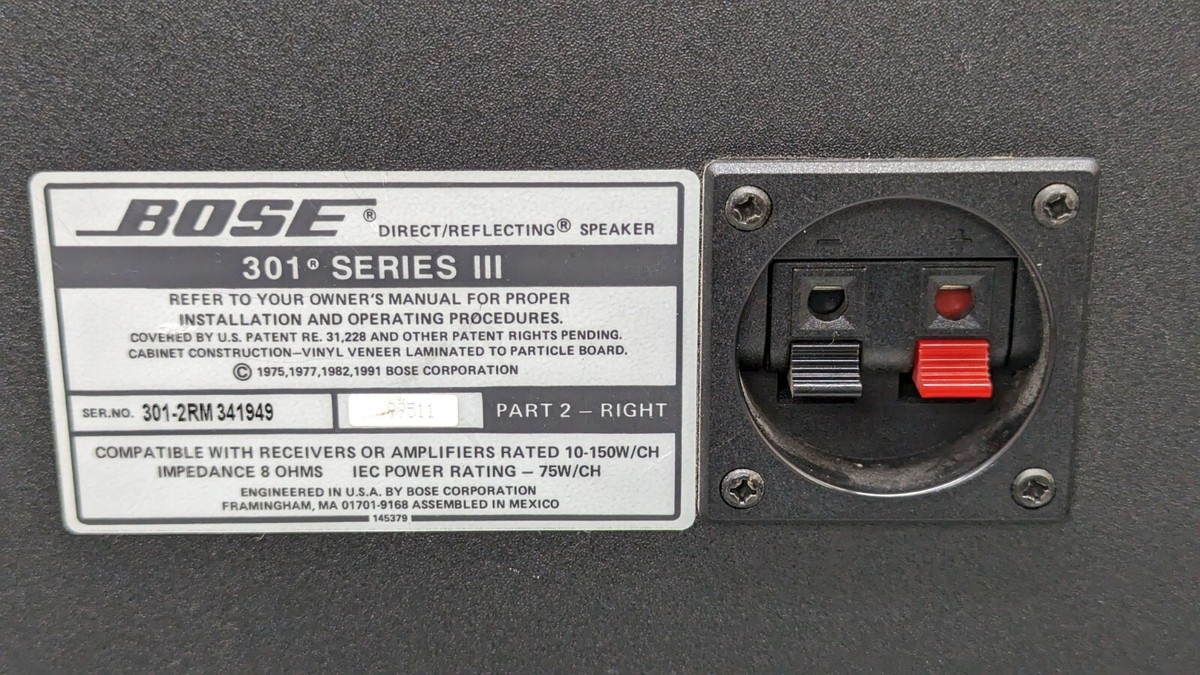 BOSE® DIRECT/REFLECTING® SPEAKER
301® SERIES III
REFER TO YOUR OWNER'S MANUAL FOR PROPER
INSTALLATION AND OPERATING PROCEDURES.
COVERED BY U.S. PATENT RE. 31,228 AND OTHER PATENT RIGHTS PENDING.
CABINET CONSTRUCTION—VINYL VENEER LAMINATED TO PARTICLE BOARD.
© 1975,1977,1982,1991 BOSE CORPORATION
SER.NO. 301-2RM 341949 PART 2 – RIGHT
COMPATIBLE WITH RECEIVERS OR AMPLIFIERS RATED 10-150W/CH
IMPEDANCE 8 OHMS IEC POWER RATING – 75W/CH
ENGINEERED IN U.S.A. BY BOSE CORPORATION
FRAMINGHAM, MA 01701-9168 ASSEMBLED IN MEXICO
145379
– +